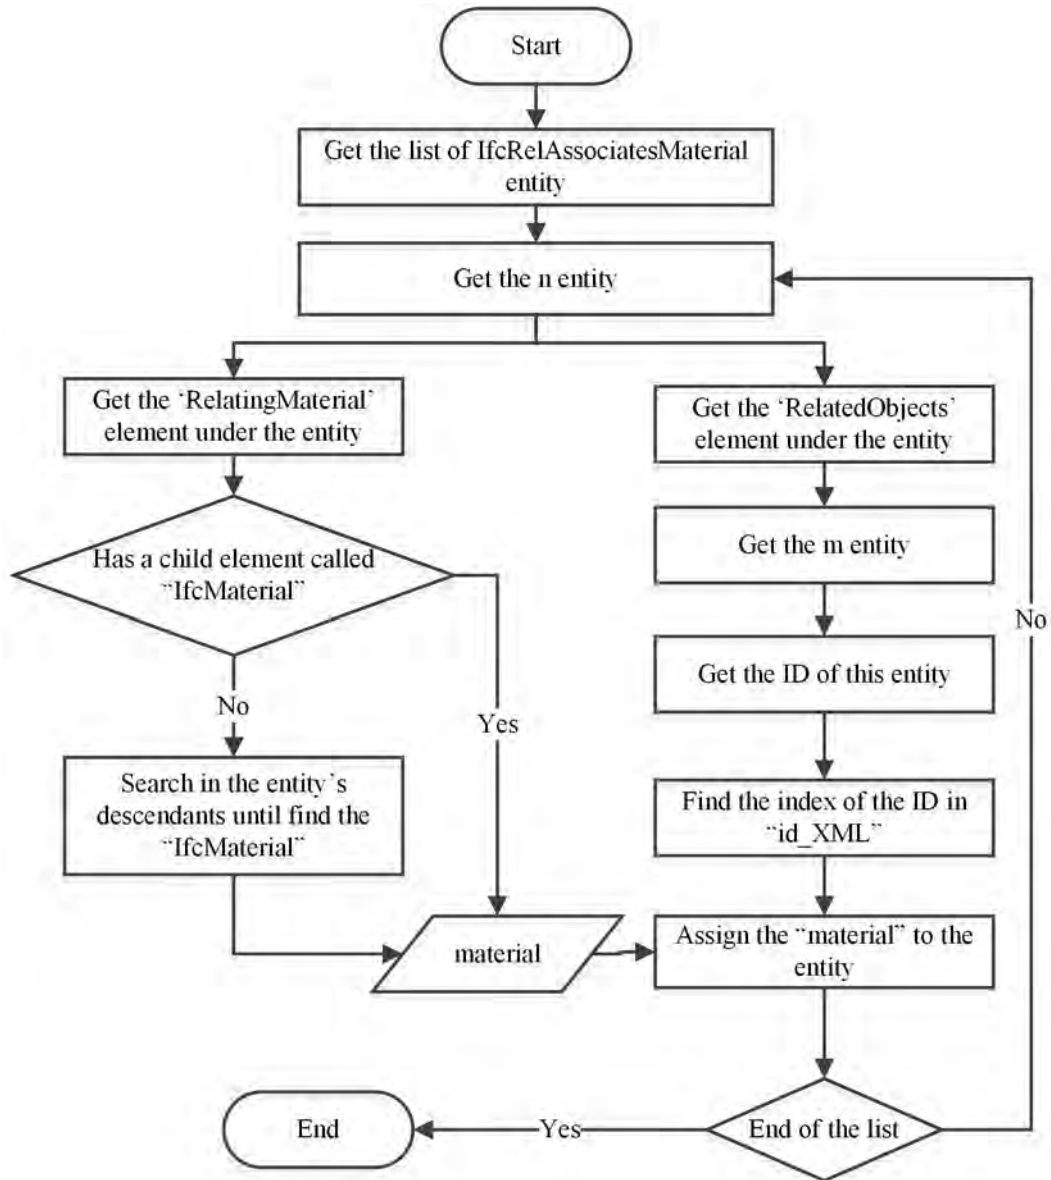 Start
Get the list of IfcRelAssociatesMaterial
entity
Get the n entity
Get the ‘RelatingMaterial’
element under the entity
Get the ‘RelatedObjects’
element under the entity
Has a child element called
“IfcMaterial”
Get the m entity
No
Get the ID of this entity
No
Yes
Search in the entity’s
descendants until find the
“IfcMaterial”
Find the index of the ID in
“id_XML”
material
Assign the “material” to the
entity
End
Yes
End of the list